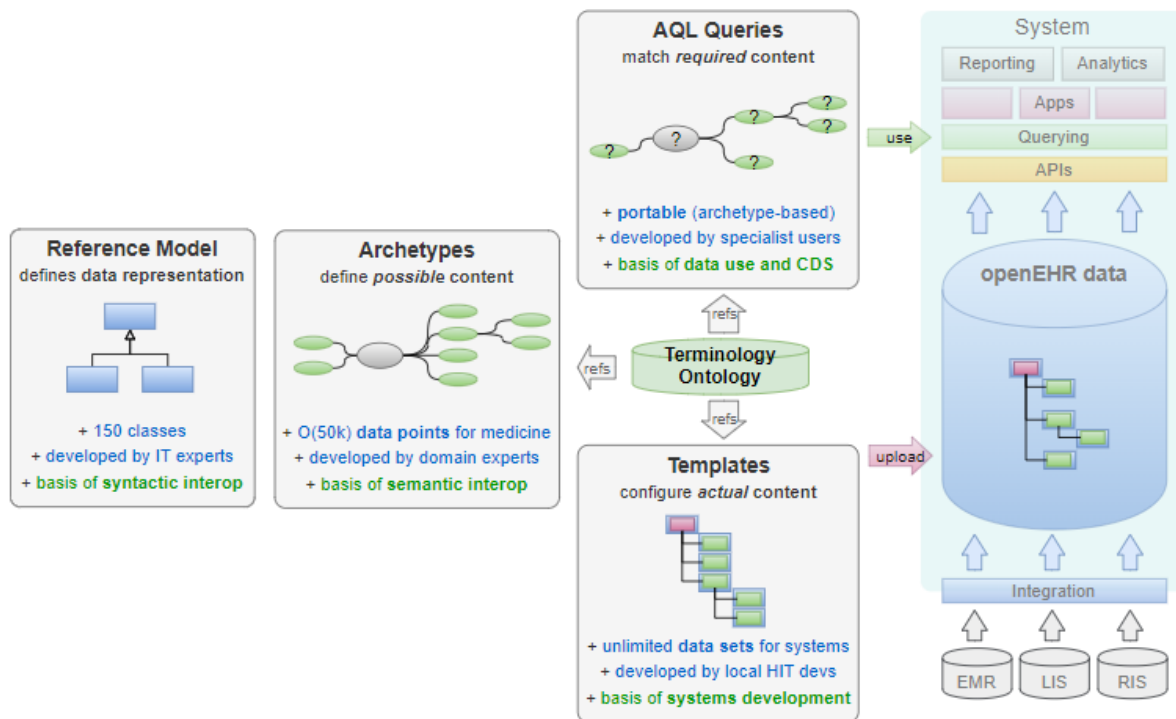 Reference Model
defines data representation
+ 150 classes
+ developed by IT experts
+ basis of syntactic interop
Archetypes
define possible content
+ O(50k) data points for medicine
+ developed by domain experts
+ basis of semantic interop
AQL Queries
match required content
?
?
?
?
?
?
+ portable (archetype-based)
+ developed by specialist users
+ basis of data use and CDS
refs
Terminology
Ontology
refs
refs
Templates
configure actual content
+ unlimited data sets for systems
+ developed by local HIT devs
+ basis of systems development
use
upload
System
Reporting
Analytics
Apps
Querying
APIs
openEHR data
Integration
EMR
LIS
RIS